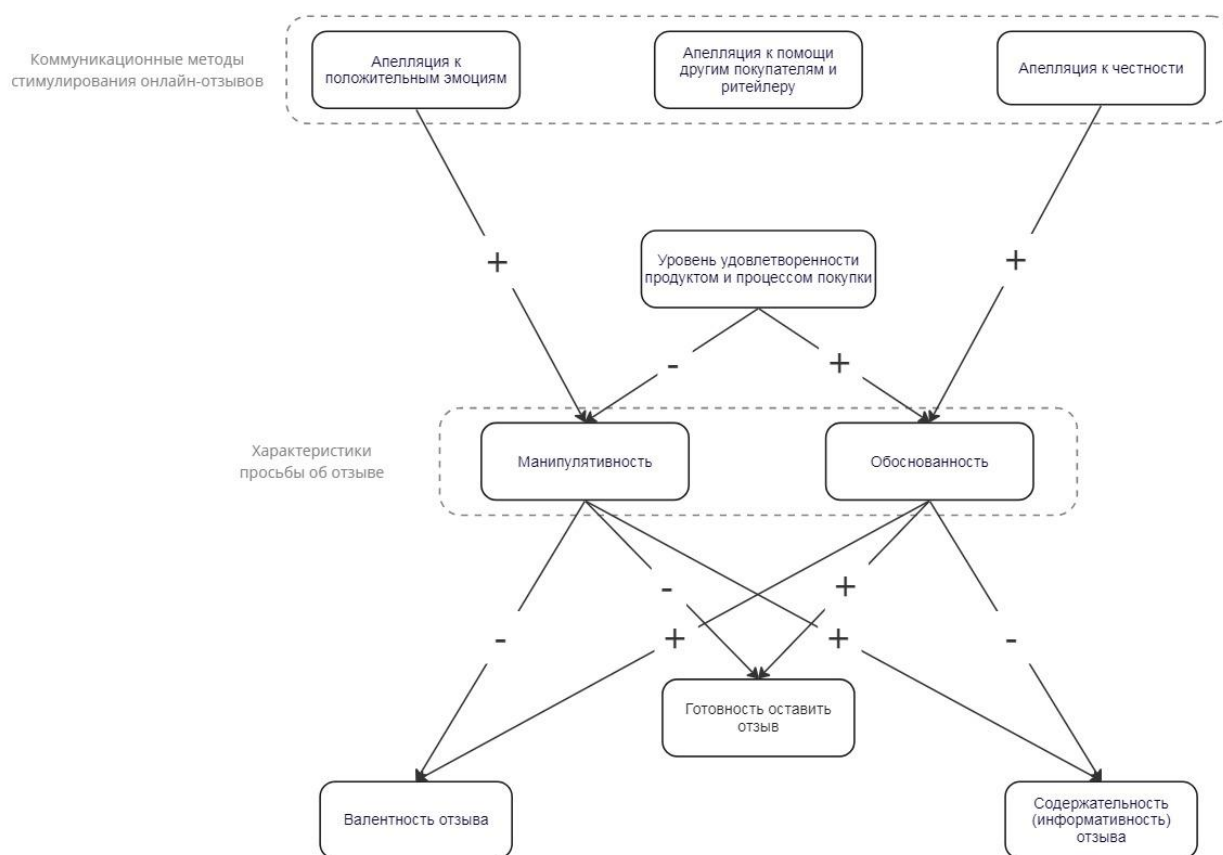 Коммуникационные методы
стимулирования онлайн-отзывов
Апелляция к
положительным эмоциям
Апелляция к помощи
другим покупателям и
ритейлеру
Апелляция к честности
+
Уровень удовлетворенности
продуктом и процессом покупки
+
-
+
Характеристики
просьбы об отзыве
Манипулятивность
Обоснованность
-
+
-
+
+
-
Готовность оставить
отзыв
Валентность отзыва
Содержательность
(информативность)
отзыва